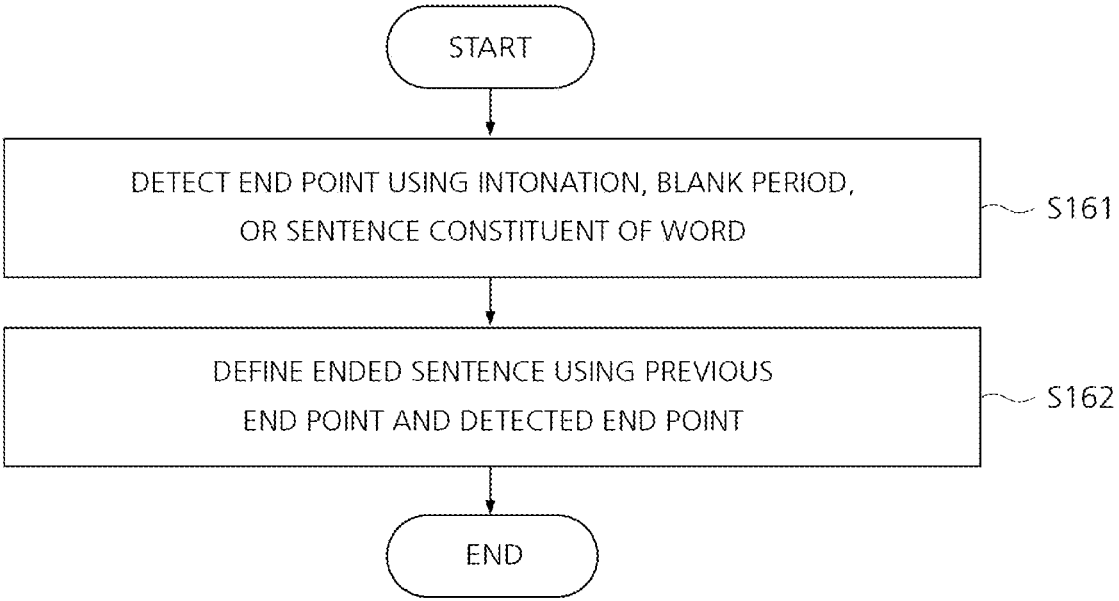 START
DETECT END POINT USING INTONATION, BLANK PERIOD,
OR SENTENCE CONSTITUENT OF WORD
S161
DEFINE ENDED SENTENCE USING PREVIOUS
END POINT AND DETECTED END POINT
S162
END